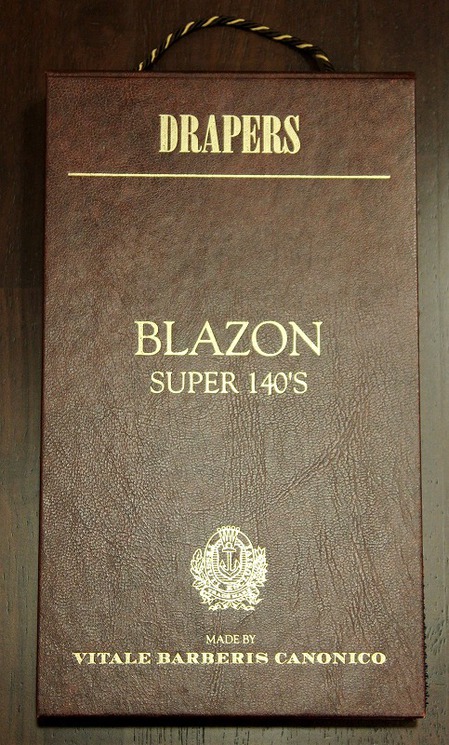 DRAPERS
BLAZON
SUPER 140'S
MADE BY
VITALE BARBERIS CANONICO